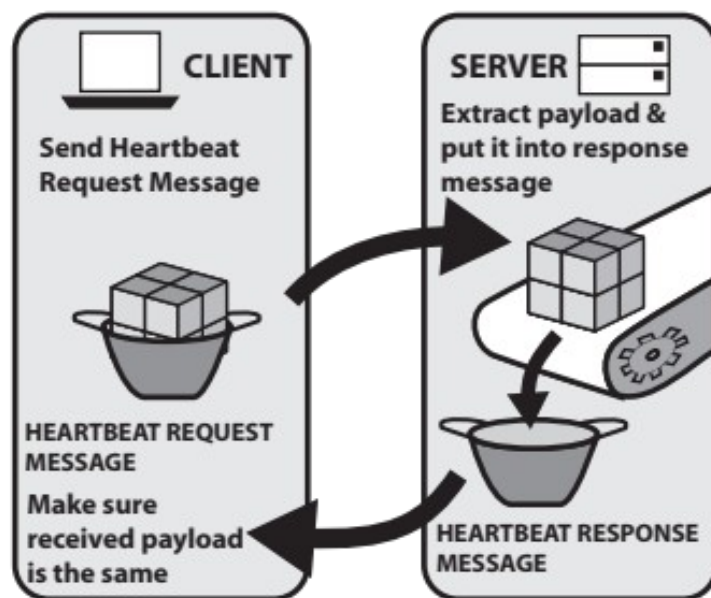 CLIENT
Send Heartbeat
Request Message
HEARTBEAT REQUEST
MESSAGE
Make sure
received payload
is the same
SERVER
Extract payload &
put it into response
message
HEARTBEAT RESPONSE
MESSAGE